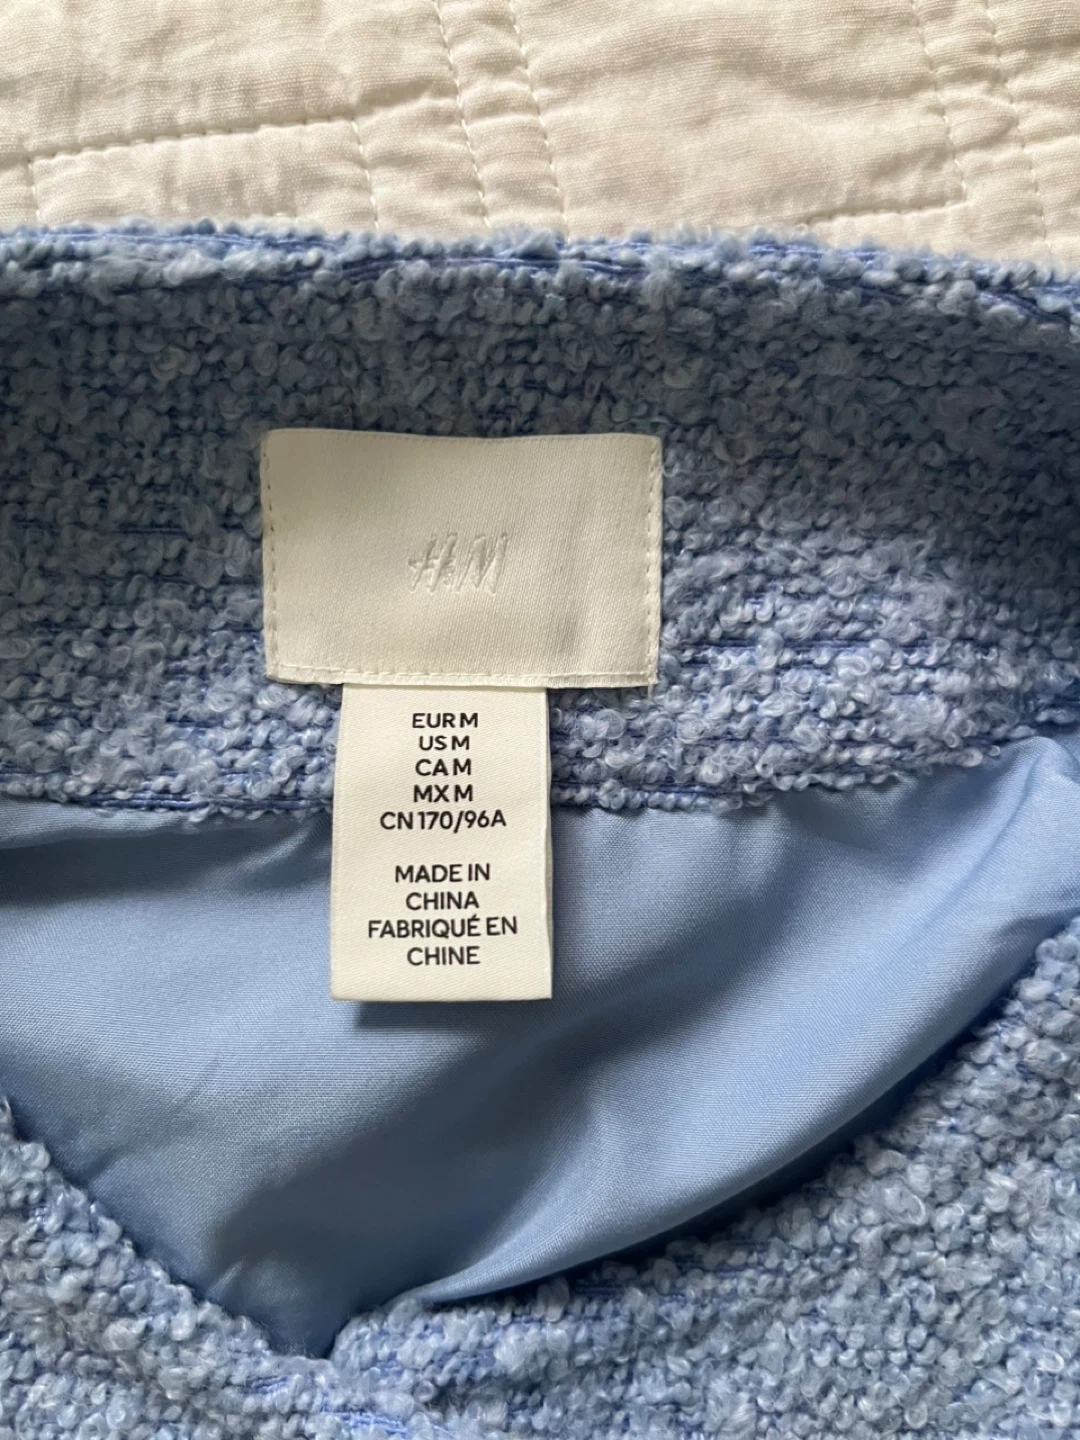 H&M
EUR M
US M
CA M
MX M
CN 170/96A
MADE IN
CHINA
FABRIQUÉ EN
CHINE